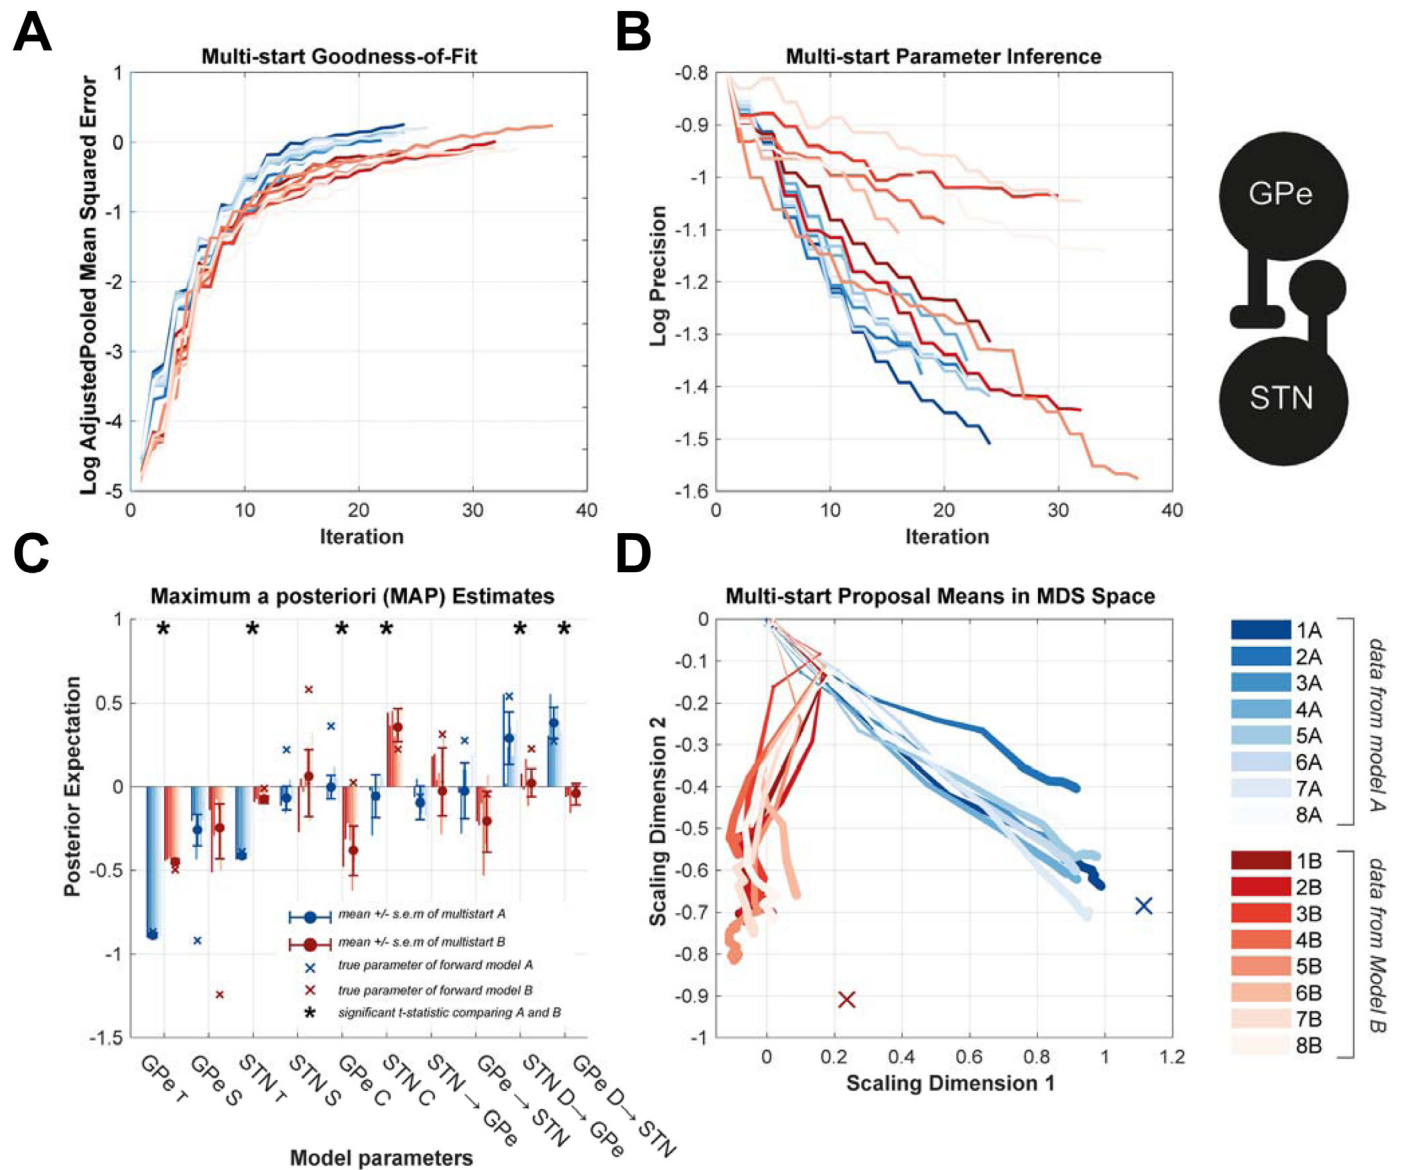 A
Multi-start Goodness-of-Fit
Log AdjustedPooled Mean Squared Error
1
0
-1
-2
-3
-4
-5
0
10
20
30
40
Iteration
B
Multi-start Parameter Inference
Log Precision
-0.8
-0.9
-1
-1.1
-1.2
-1.3
-1.4
-1.5
-1.6
0
10
20
30
40
Iteration
GPe
STN
C
Maximum a posteriori (MAP) Estimates
Posterior Expectation
1
0.5
0
-0.5
-1
-1.5
* * * * * *
mean +/- s.e.m of multistart A
mean +/- s.e.m of multistart B
× true parameter of forward model A
× true parameter of forward model B
* significant t-statistic comparing A and B
GPe τ
GPe S
STN τ
STN S
GPe C
STN C
STN → GPe
GPe → STN
STN D→ GPe
GPe D→ STN
Model parameters
D
Multi-start Proposal Means in MDS Space
Scaling Dimension 2
0
-0.1
-0.2
-0.3
-0.4
-0.5
-0.6
-0.7
-0.8
-0.9
-1
0
0.2
0.4
0.6
0.8
1
1.2
Scaling Dimension 1
1A
2A
3A
4A
5A
6A
7A
8A
data from model A
1B
2B
3B
4B
5B
6B
7B
8B
data from Model B